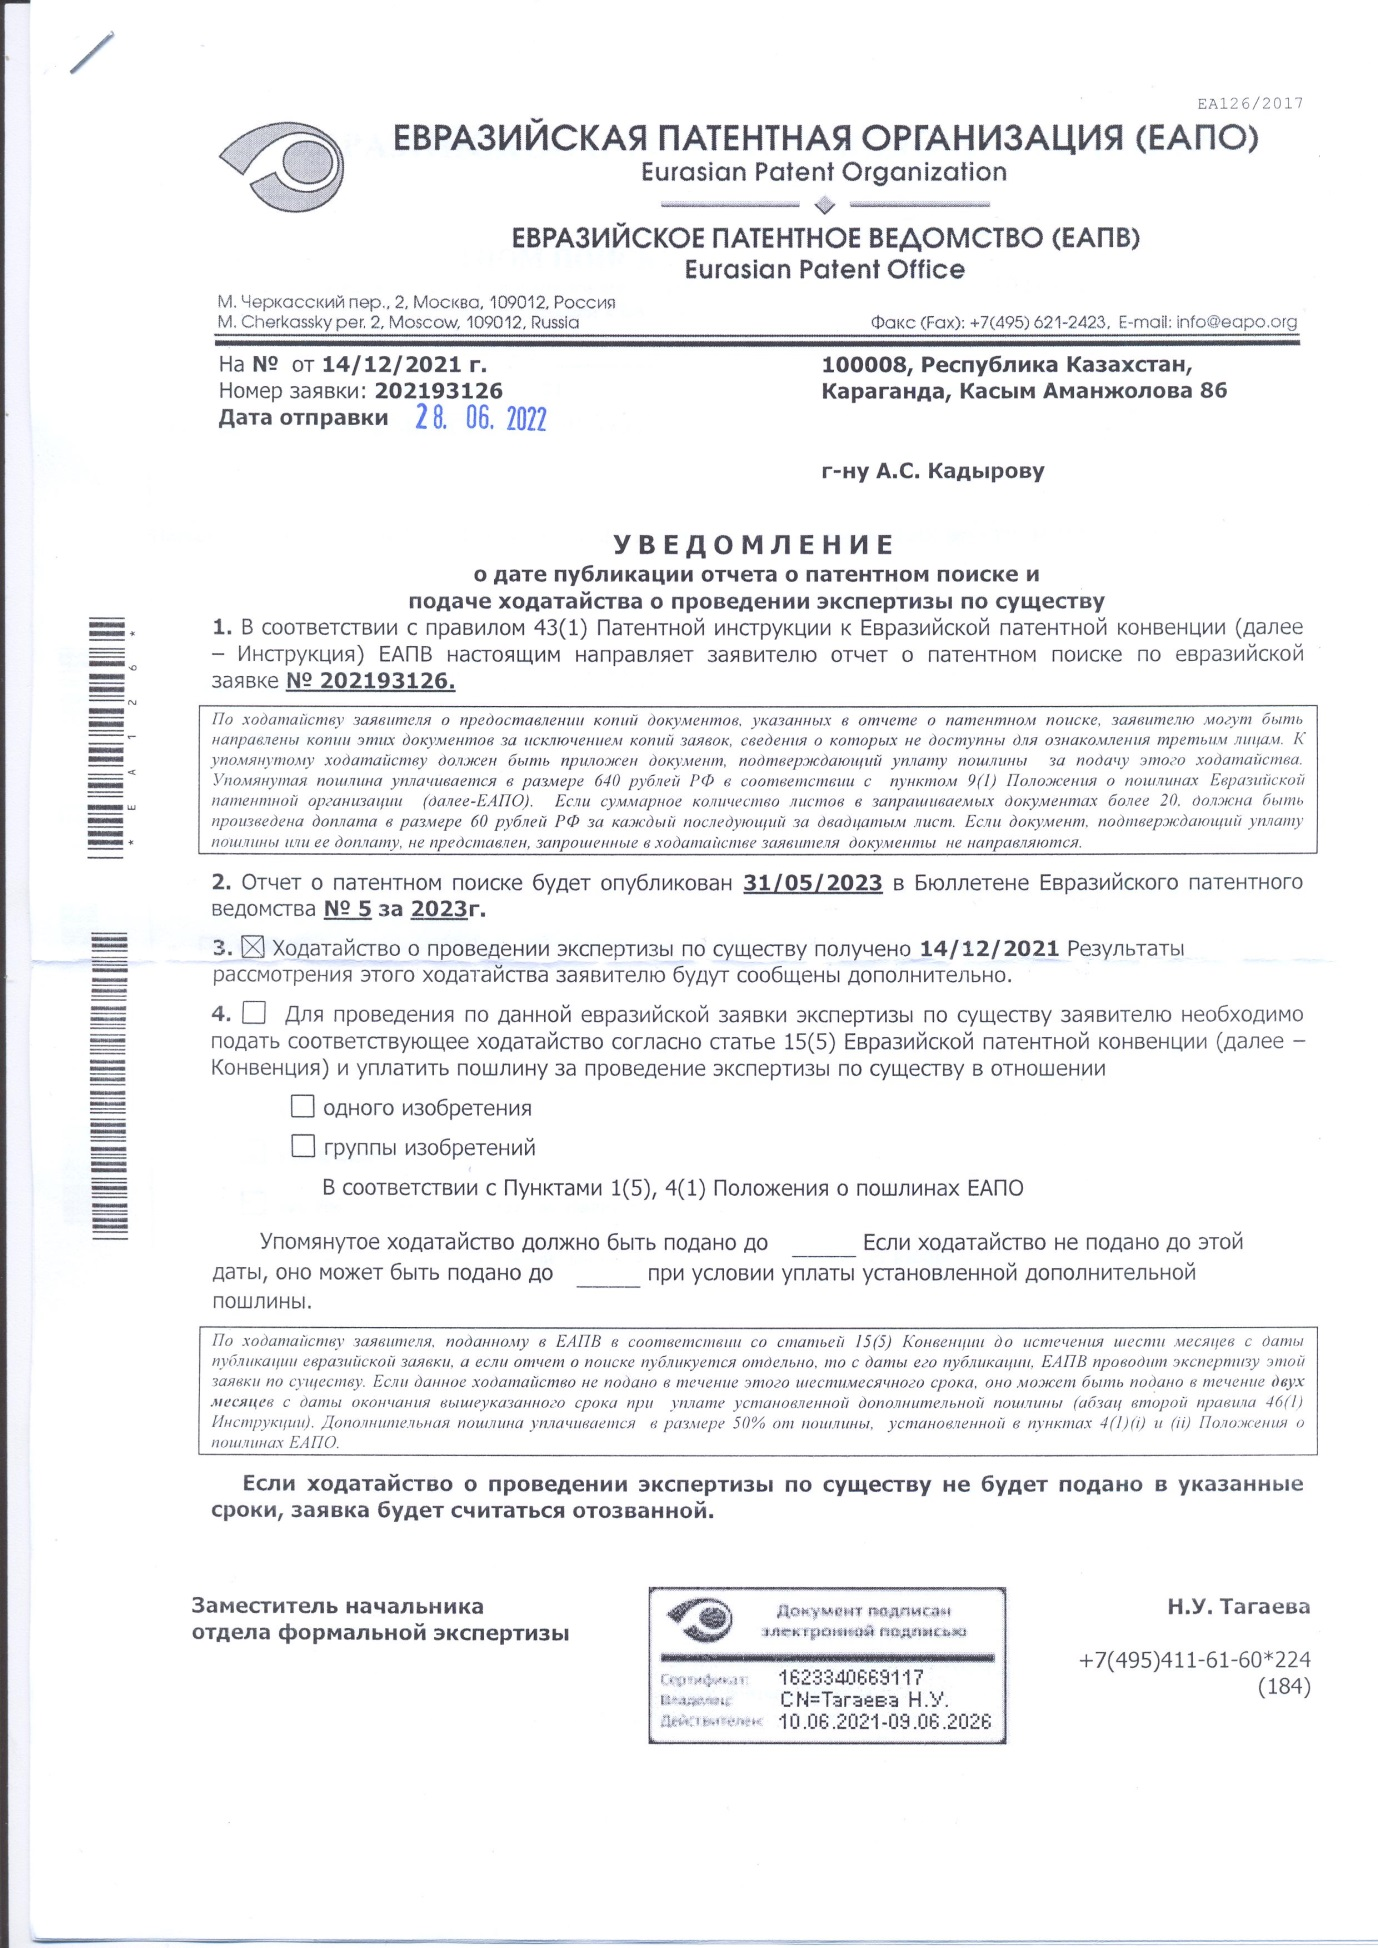 EA126/2017
ЕВРАЗИЙСКАЯ ПАТЕНТНАЯ ОРГАНИЗАЦИЯ (ЕАПО)
Eurasian Patent Organization
ЕВРАЗИЙСКОЕ ПАТЕНТНОЕ ВЕДОМСТВО (ЕАПВ)
Eurasian Patent Office
М. Черкасский пер., 2, Москва, 109012, Россия
M. Cherkassky per. 2, Moscow, 109012, Russia
Факс (Fax): +7(495) 621-2423, E-mail: info@eapo.org
На № от 14/12/2021 г.
Номер заявки: 202193126
Дата отправки 28. 06. 2022
100008, Республика Казахстан,
Караганда, Касым Аманжолова 86
г-ну А.С. Кадырову
УВЕДОМЛЕНИЕ
о дате публикации отчета о патентном поиске и
подаче ходатайства о проведении экспертизы по существу
1. В соответствии с правилом 43(1) Патентной инструкции к Евразийской патентной конвенции (далее
– Инструкция) ЕАПВ настоящим направляет заявителю отчет о патентном поиске по евразийской
заявке № 202193126.
По ходатайству заявителя о предоставлении копий документов, указанных в отчете о патентном поиске, заявителю могут быть
направлены копии этих документов за исключением копий заявок, сведения о которых не доступны для ознакомления третьим лицам. К
упомянутому ходатайству должен быть приложен документ, подтверждающий уплату пошлины за подачу этого ходатайства.
Упомянутая пошлина уплачивается в размере 640 рублей РФ в соответствии с пунктом 9(1) Положения о пошлинах Евразийской
патентной организации (далее-ЕАПО). Если суммарное количество листов в запрашиваемых документах более 20, должна быть
произведена доплата в размере 60 рублей РФ за каждый последующий за двадцатым лист. Если документ, подтверждающий уплату
пошлины или ее доплату, не представлен, запрошенные в ходатайстве заявителя документы не направляются.
2. Отчет о патентном поиске будет опубликован 31/05/2023 в Бюллетене Евразийского патентного
ведомства № 5 за 2023г.
3. Ходатайство о проведении экспертизы по существу получено 14/12/2021 Результаты
рассмотрения этого ходатайства заявителю будут сообщены дополнительно.
4. Для проведения по данной евразийской заявки экспертизы по существу заявителю необходимо
подать соответствующее ходатайство согласно статье 15(5) Евразийской патентной конвенции (далее –
Конвенция) и уплатить пошлину за проведение экспертизы по существу в отношении
одного изобретения
группы изобретений
В соответствии с Пунктами 1(5), 4(1) Положения о пошлинах ЕАПО
Упомянутое ходатайство должно быть подано до _____ Если ходатайство не подано до этой
даты, оно может быть подано до _____ при условии уплаты установленной дополнительной
пошлины.
По ходатайству заявителя, поданному в ЕАПВ в соответствии со статьей 15(5) Конвенции до истечения шести месяцев с даты
публикации евразийской заявки, а если отчет о поиске публикуется отдельно, то с даты его публикации, ЕАПВ проводит экспертизу этой
заявки по существу. Если данное ходатайство не подано в течение этого шестимесячного срока, оно может быть подано в течение двух
месяцев с даты окончания вышеуказанного срока при уплате установленной дополнительной пошлины (абзац второй правила 46(1)
Инструкции). Дополнительная пошлина уплачивается в размере 50% от пошлины, установленной в пунктах 4(1)(i) и (ii) Положения о
пошлинах ЕАПО.
Если ходатайство о проведении экспертизы по существу не будет подано в указанные
сроки, заявка будет считаться отозванной.
Заместитель начальника
отдела формальной экспертизы
Документ подписан
электронной подписью
Сертификат: 1623340669117
Владелец: CN=Тагаева Н.У.
Действителен: 10.06.2021-09.06.2026
Н.У. Тагаева
+7(495)411-61-60*224
(184)
*EA126*